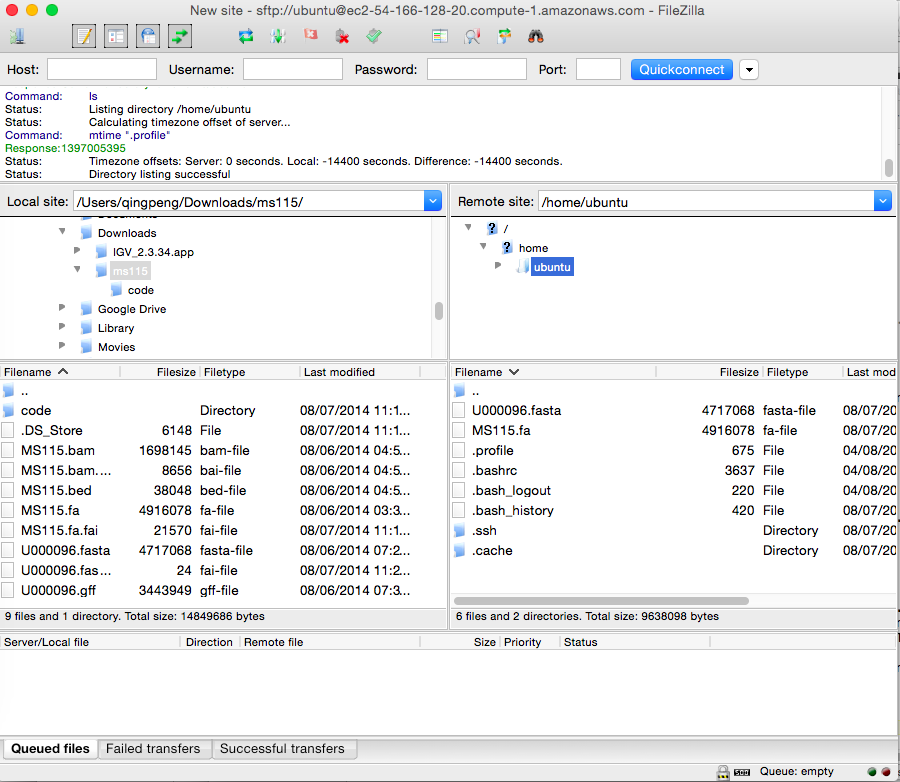 New site - sftp://ubuntu@ec2-54-166-128-20.compute-1.amazonaws.com - FileZilla
Host: Username: Password: Port: Quickconnect
Command: ls
Status: Listing directory /home/ubuntu
Status: Calculating timezone offset of server...
Command: mtime ".profile"
Response:1397005395
Status: Timezone offsets: Server: 0 seconds. Local: -14400 seconds. Difference: -14400 seconds.
Status: Directory listing successful
Local site: /Users/qingpeng/Downloads/ms115/
Documents
Downloads
IGV_2.3.34.app
ms115
code
Google Drive
Library
Movies
Remote site: /home/ubuntu
? /
? home
ubuntu
Filename Filesize Filetype Last modified
..
code Directory 08/07/2014 11:1...
.DS_Store 6148 File 08/07/2014 11:1...
MS115.bam 1698145 bam-file 08/06/2014 04:5...
MS115.bam.... 8656 bai-file 08/06/2014 04:5...
MS115.bed 38048 bed-file 08/06/2014 04:5...
MS115.fa 4916078 fa-file 08/06/2014 03:3...
MS115.fa.fai 21570 fai-file 08/07/2014 11:1...
U000096.fasta 4717068 fasta-file 08/06/2014 07:2...
U000096.fas... 24 fai-file 08/07/2014 11:2...
U000096.gff 3443949 gff-file 08/06/2014 07:3...
9 files and 1 directory. Total size: 14849686 bytes
Filename Filesize Filetype Last mod
..
U000096.fasta 4717068 fasta-file 08/07/20
MS115.fa 4916078 fa-file 08/07/20
.profile 675 File 04/08/20
.bashrc 3637 File 04/08/20
.bash_logout 220 File 04/08/20
.bash_history 420 File 08/07/20
.ssh Directory 08/07/20
.cache Directory 08/07/20
6 files and 2 directories. Total size: 9638098 bytes
Server/Local file Direction Remote file Size Priority Status
Queued files Failed transfers Successful transfers
Queue: empty